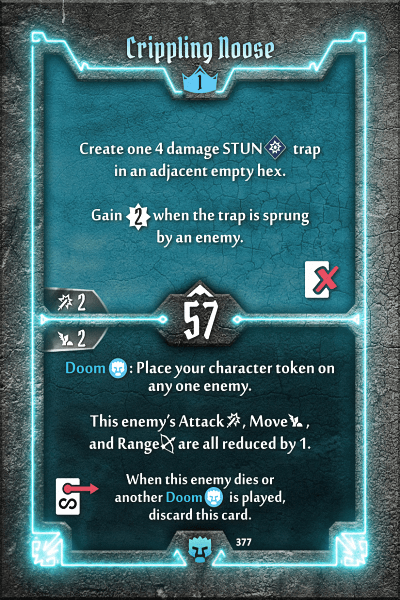 Crippling Noose
1
Create one 4 damage STUN trap
in an adjacent empty hex.
Gain 2 when the trap is sprung
by an enemy.
2
57
2
Doom : Place your character token on
any one enemy.
This enemy's Attack , Move ,
and Range are all reduced by 1.
When this enemy dies or
another Doom is played,
discard this card.
S
377